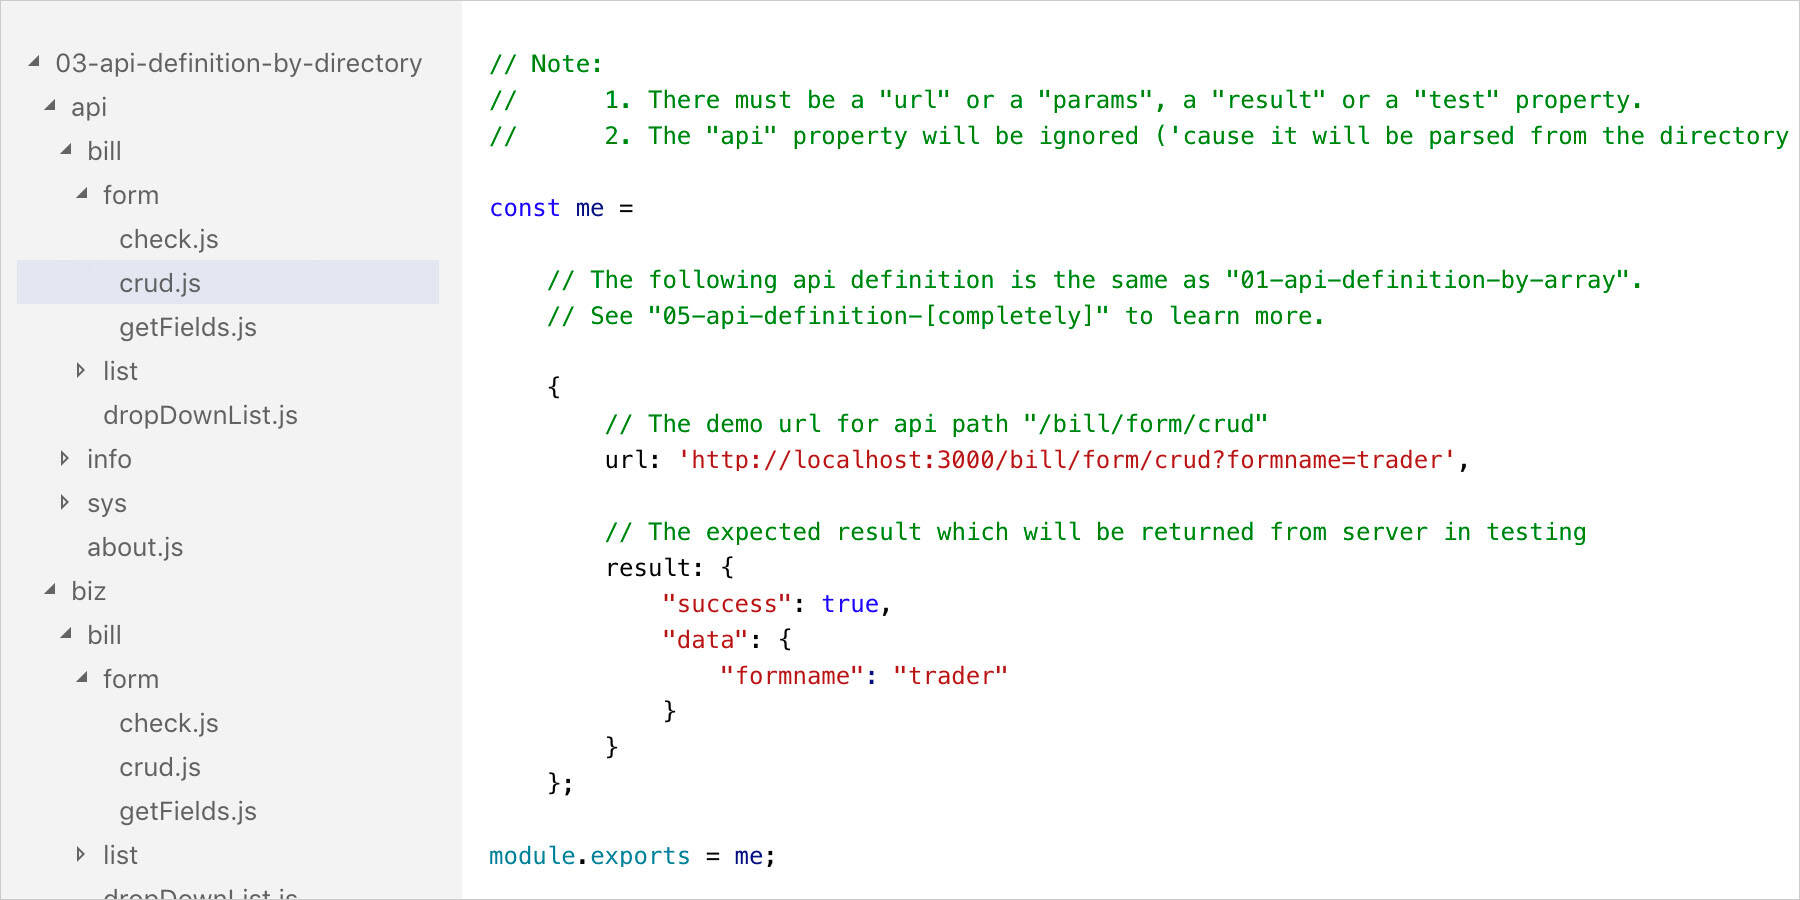 03-api-definition-by-directory
api
bill
form
check.js
crud.js
getFields.js
list
dropDownList.js
info
sys
about.js
biz
bill
form
check.js
crud.js
getFields.js
list
dropDownList.js
// Note:
//      1. There must be a "url" or a "params", a "result" or a "test" property.
//      2. The "api" property will be ignored ('cause it will be parsed from the directory
const me =
    // The following api definition is the same as "01-api-definition-by-array".
    // See "05-api-definition-[completely]" to learn more.
    {
        // The demo url for api path "/bill/form/crud"
        url: 'http://localhost:3000/bill/form/crud?formname=trader',
        // The expected result which will be returned from server in testing
        result: {
            "success": true,
            "data": {
                "formname": "trader"
            }
        }
    };
module.exports = me;